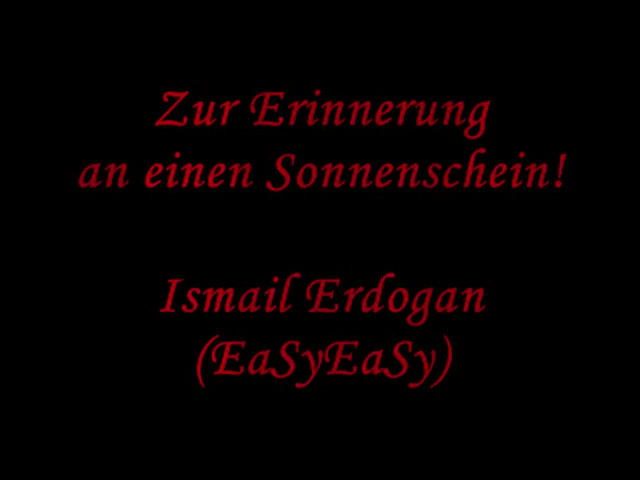 Zur Erinnerung
an einen Sonnenschein!
Ismail Erdogan
(EaSyEaSy)